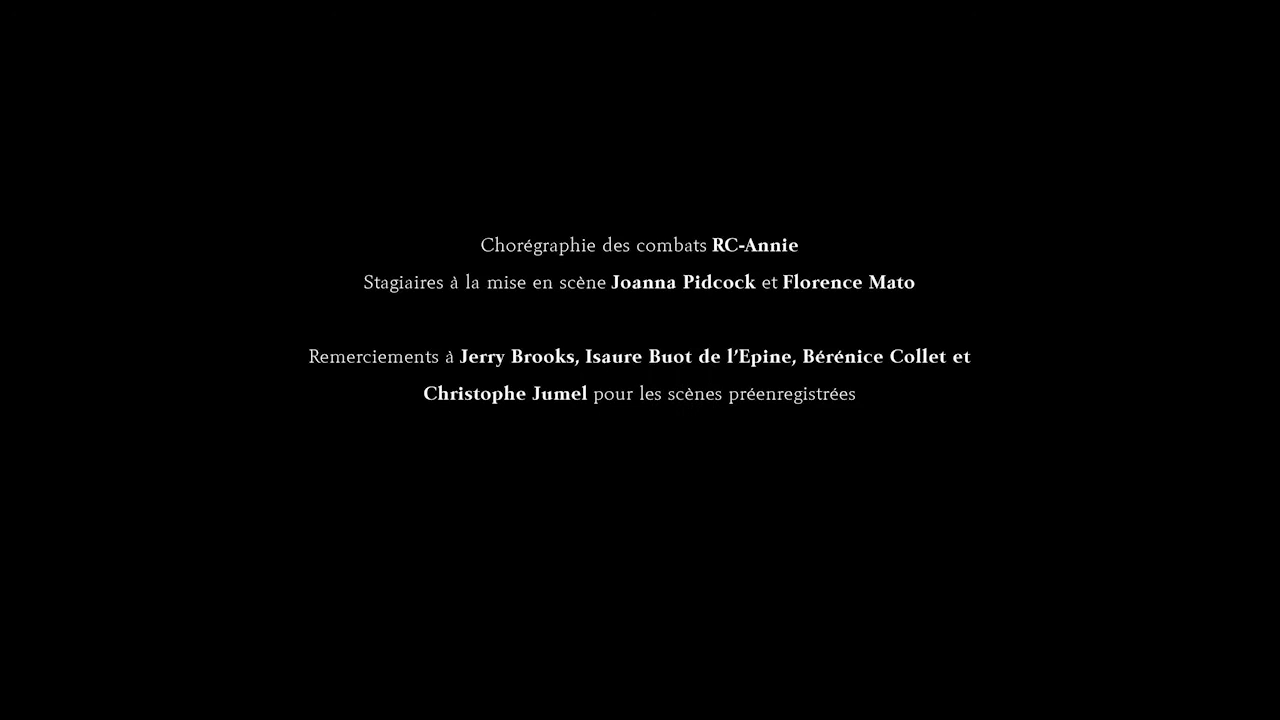 Chorégraphie des combats RC-Annie
Stagiaires à la mise en scène Joanna Pidcock et Florence Mato
Remerciements à Jerry Brooks, Isaure Buot de l’Epine, Bérénice Collet et
Christophe Jumel pour les scènes préenregistrées